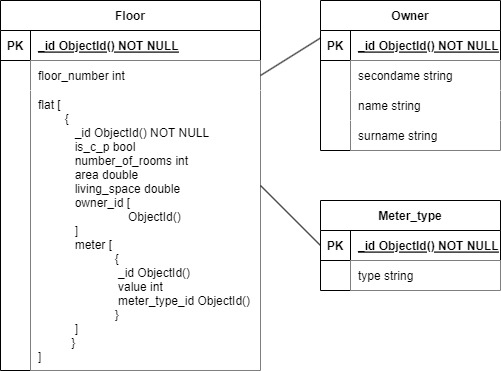 Floor
PK _id ObjectId() NOT NULL
floor_number int
flat [
{
_id ObjectId() NOT NULL
is_c_p bool
number_of_rooms int
area double
living_space double
owner_id [
ObjectId()
]
meter [
{
_id ObjectId()
value int
meter_type_id ObjectId()
}
]
}
]
Owner
PK _id ObjectId() NOT NULL
secondame string
name string
surname string
Meter_type
PK _id ObjectId() NOT NULL
type string